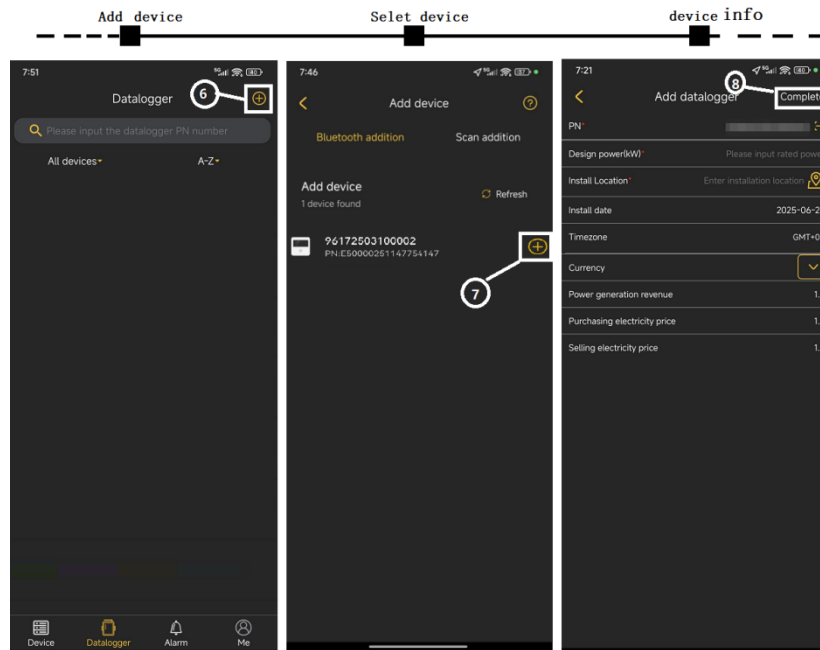 Add device
Selet device
device info
7:51
5G 80
Datalogger
6
Please input the datalogger PN number
All devices
A-Z
Device
Datalogger
Alarm
Me
7:46
5G
Add device
?
Bluetooth addition
Scan addition
Add device
Refresh
1 device found
96172503100002
PN:E50000251147754147
7
7:21
5G
8
Add datalogger
Complete
PN*
Design power(kW)*
Please input rated powe
Install Location*
Enter installation location
Install date
2025-06-2
Timezone
GMT+0
Currency
Power generation revenue
1.
Purchasing electricity price
1.
Selling electricity price
1.